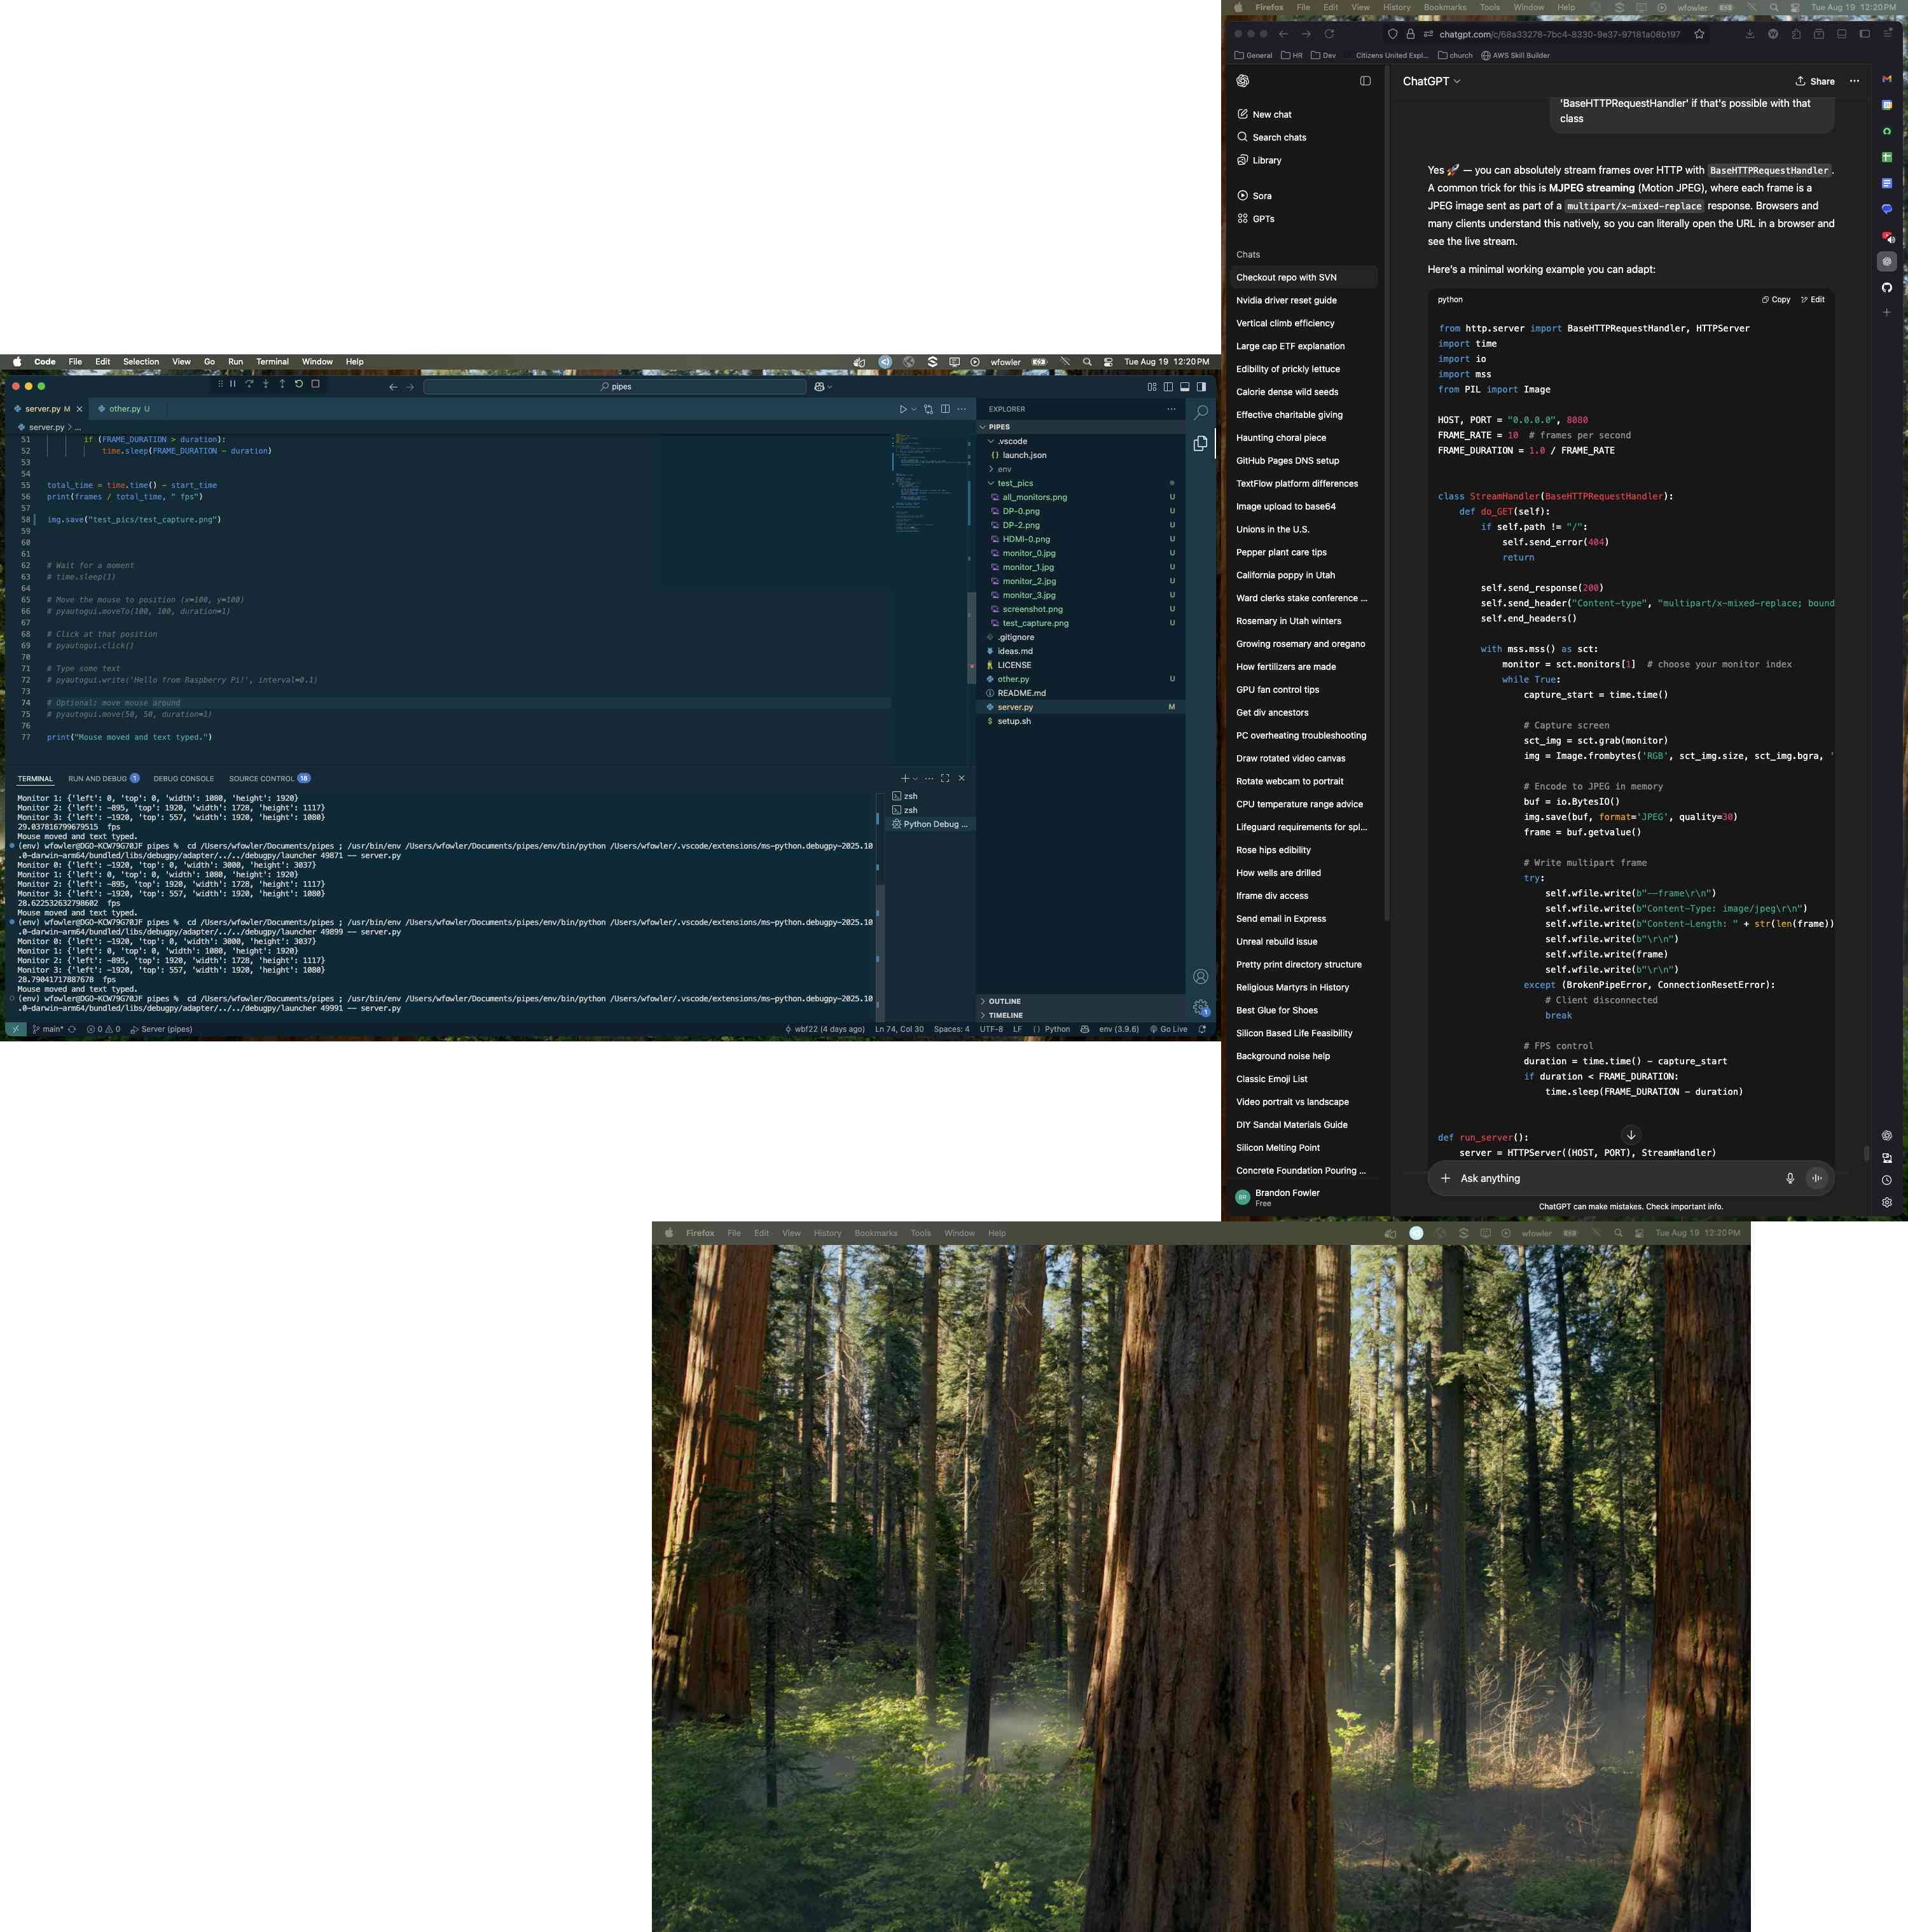 Code File Edit Selection View Go Run Terminal Window Help
wfowler
Tue Aug 19 12:20PM
pipes
server.py M
other.py U
server.py > ...
51 if (FRAME_DURATION > duration):
52 time.sleep(FRAME_DURATION - duration)
53
54
55 total_time = time.time() - start_time
56 print(frames / total_time, " fps")
57
58 img.save("test_pics/test_capture.png")
59
60
61
62 # Wait for a moment
63 # time.sleep(1)
64
65 # Move the mouse to position (x=100, y=100)
66 # pyautogui.moveTo(100, 100, duration=1)
67
68 # Click at that position
69 # pyautogui.click()
70
71 # Type some text
72 # pyautogui.write('Hello from Raspberry Pi!', interval=0.1)
73
74 # Optional: move mouse around
75 # pyautogui.move(50, 50, duration=1)
76
77 print("Mouse moved and text typed.")
EXPLORER
PIPES
.vscode
launch.json
env
test_pics
all_monitors.png U
DP-0.png U
DP-2.png U
HDMI-0.png U
monitor_0.jpg U
monitor_1.jpg U
monitor_2.jpg U
monitor_3.jpg U
screenshot.png U
test_capture.png U
.gitignore
ideas.md
LICENSE
other.py U
README.md
server.py M
setup.sh
OUTLINE
TIMELINE
TERMINAL RUN AND DEBUG 1 DEBUG CONSOLE SOURCE CONTROL 18
zsh
zsh
Python Debug ...
Monitor 1: {'left': 0, 'top': 0, 'width': 1080, 'height': 1920}
Monitor 2: {'left': -895, 'top': 1920, 'width': 1728, 'height': 1117}
Monitor 3: {'left': -1920, 'top': 557, 'width': 1920, 'height': 1080}
29.037816799679515 fps
Mouse moved and text typed.
(env) wfowler@DGO-KCW79G70JF pipes % cd /Users/wfowler/Documents/pipes ; /usr/bin/env /Users/wfowler/Documents/pipes/env/bin/python /Users/wfowler/.vscode/extensions/ms-python.debugpy-2025.10
.0-darwin-arm64/bundled/libs/debugpy/adapter/../../debugpy/launcher 49871 -- server.py
Monitor 0: {'left': -1920, 'top': 0, 'width': 3000, 'height': 3037}
Monitor 1: {'left': 0, 'top': 0, 'width': 1080, 'height': 1920}
Monitor 2: {'left': -895, 'top': 1920, 'width': 1728, 'height': 1117}
Monitor 3: {'left': -1920, 'top': 557, 'width': 1920, 'height': 1080}
28.622532632798602 fps
Mouse moved and text typed.
(env) wfowler@DGO-KCW79G70JF pipes % cd /Users/wfowler/Documents/pipes ; /usr/bin/env /Users/wfowler/Documents/pipes/env/bin/python /Users/wfowler/.vscode/extensions/ms-python.debugpy-2025.10
.0-darwin-arm64/bundled/libs/debugpy/adapter/../../debugpy/launcher 49899 -- server.py
Monitor 0: {'left': -1920, 'top': 0, 'width': 3000, 'height': 3037}
Monitor 1: {'left': 0, 'top': 0, 'width': 1080, 'height': 1920}
Monitor 2: {'left': -895, 'top': 1920, 'width': 1728, 'height': 1117}
Monitor 3: {'left': -1920, 'top': 557, 'width': 1920, 'height': 1080}
28.79041717887678 fps
Mouse moved and text typed.
(env) wfowler@DGO-KCW79G70JF pipes % cd /Users/wfowler/Documents/pipes ; /usr/bin/env /Users/wfowler/Documents/pipes/env/bin/python /Users/wfowler/.vscode/extensions/ms-python.debugpy-2025.10
.0-darwin-arm64/bundled/libs/debugpy/adapter/../../debugpy/launcher 49991 -- server.py
main* 0 0 Server (pipes) wbf22 (4 days ago) Ln 74, Col 30 Spaces: 4 UTF-8 LF Python env (3.9.6) Go Live
Firefox File Edit View History Bookmarks Tools Window Help
wfowler
Tue Aug 19 12:20PM
chatgpt.com/c/68a33278-7bc4-8330-9e37-97181a08b197
General HR Dev Citizens United Expl... church AWS Skill Builder
New chat
Search chats
Library
Sora
GPTs
Chats
Checkout repo with SVN
Nvidia driver reset guide
Vertical climb efficiency
Large cap ETF explanation
Edibility of prickly lettuce
Calorie dense wild seeds
Effective charitable giving
Haunting choral piece
GitHub Pages DNS setup
TextFlow platform differences
Image upload to base64
Unions in the U.S.
Pepper plant care tips
California poppy in Utah
Ward clerks stake conference ...
Rosemary in Utah winters
Growing rosemary and oregano
How fertilizers are made
GPU fan control tips
Get div ancestors
PC overheating troubleshooting
Draw rotated video canvas
Rotate webcam to portrait
CPU temperature range advice
Lifeguard requirements for spl...
Rose hips edibility
How wells are drilled
Iframe div access
Send email in Express
Unreal rebuild issue
Pretty print directory structure
Religious Martyrs in History
Best Glue for Shoes
Silicon Based Life Feasibility
Background noise help
Classic Emoji List
Video portrait vs landscape
DIY Sandal Materials Guide
Silicon Melting Point
Concrete Foundation Pouring ...
BR
Brandon Fowler
Free
ChatGPT
Share
'BaseHTTPRequestHandler' if that's possible with that
class
Yes 🚀 — you can absolutely stream frames over HTTP with BaseHTTPRequestHandler.
A common trick for this is MJPEG streaming (Motion JPEG), where each frame is a
JPEG image sent as part of a multipart/x-mixed-replace response. Browsers and
many clients understand this natively, so you can literally open the URL in a browser and
see the live stream.
Here's a minimal working example you can adapt:
python
Copy Edit
from http.server import BaseHTTPRequestHandler, HTTPServer
import time
import io
import mss
from PIL import Image
HOST, PORT = "0.0.0.0", 8080
FRAME_RATE = 10 # frames per second
FRAME_DURATION = 1.0 / FRAME_RATE
class StreamHandler(BaseHTTPRequestHandler):
def do_GET(self):
if self.path != "/":
self.send_error(404)
return
self.send_response(200)
self.send_header("Content-type", "multipart/x-mixed-replace; bound
self.end_headers()
with mss.mss() as sct:
monitor = sct.monitors[1] # choose your monitor index
while True:
capture_start = time.time()
# Capture screen
sct_img = sct.grab(monitor)
img = Image.frombytes('RGB', sct_img.size, sct_img.bgra, '
# Encode to JPEG in memory
buf = io.BytesIO()
img.save(buf, format='JPEG', quality=30)
frame = buf.getvalue()
# Write multipart frame
try:
self.wfile.write(b"--frame\r\n")
self.wfile.write(b"Content-Type: image/jpeg\r\n")
self.wfile.write(b"Content-Length: " + str(len(frame))
self.wfile.write(b"\r\n")
self.wfile.write(frame)
self.wfile.write(b"\r\n")
except (BrokenPipeError, ConnectionResetError):
# Client disconnected
break
# FPS control
duration = time.time() - capture_start
if duration < FRAME_DURATION:
time.sleep(FRAME_DURATION - duration)
def run_server():
server = HTTPServer((HOST, PORT), StreamHandler)
Ask anything
ChatGPT can make mistakes. Check important info.
Firefox File Edit View History Bookmarks Tools Window Help
wfowler
Tue Aug 19 12:20PM